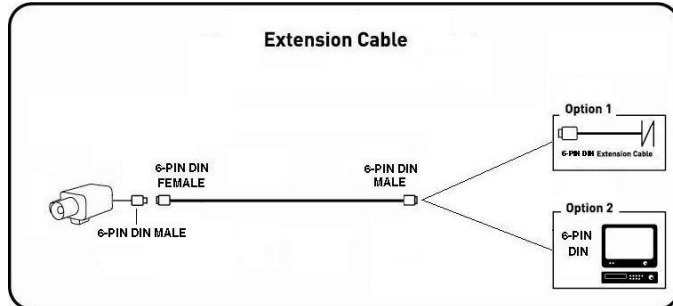 Extension Cable
Option 1
6-PIN DIN Extension Cable
6-PIN DIN
FEMALE
6-PIN DIN
MALE
6-PIN DIN MALE
Option 2
6-PIN
DIN